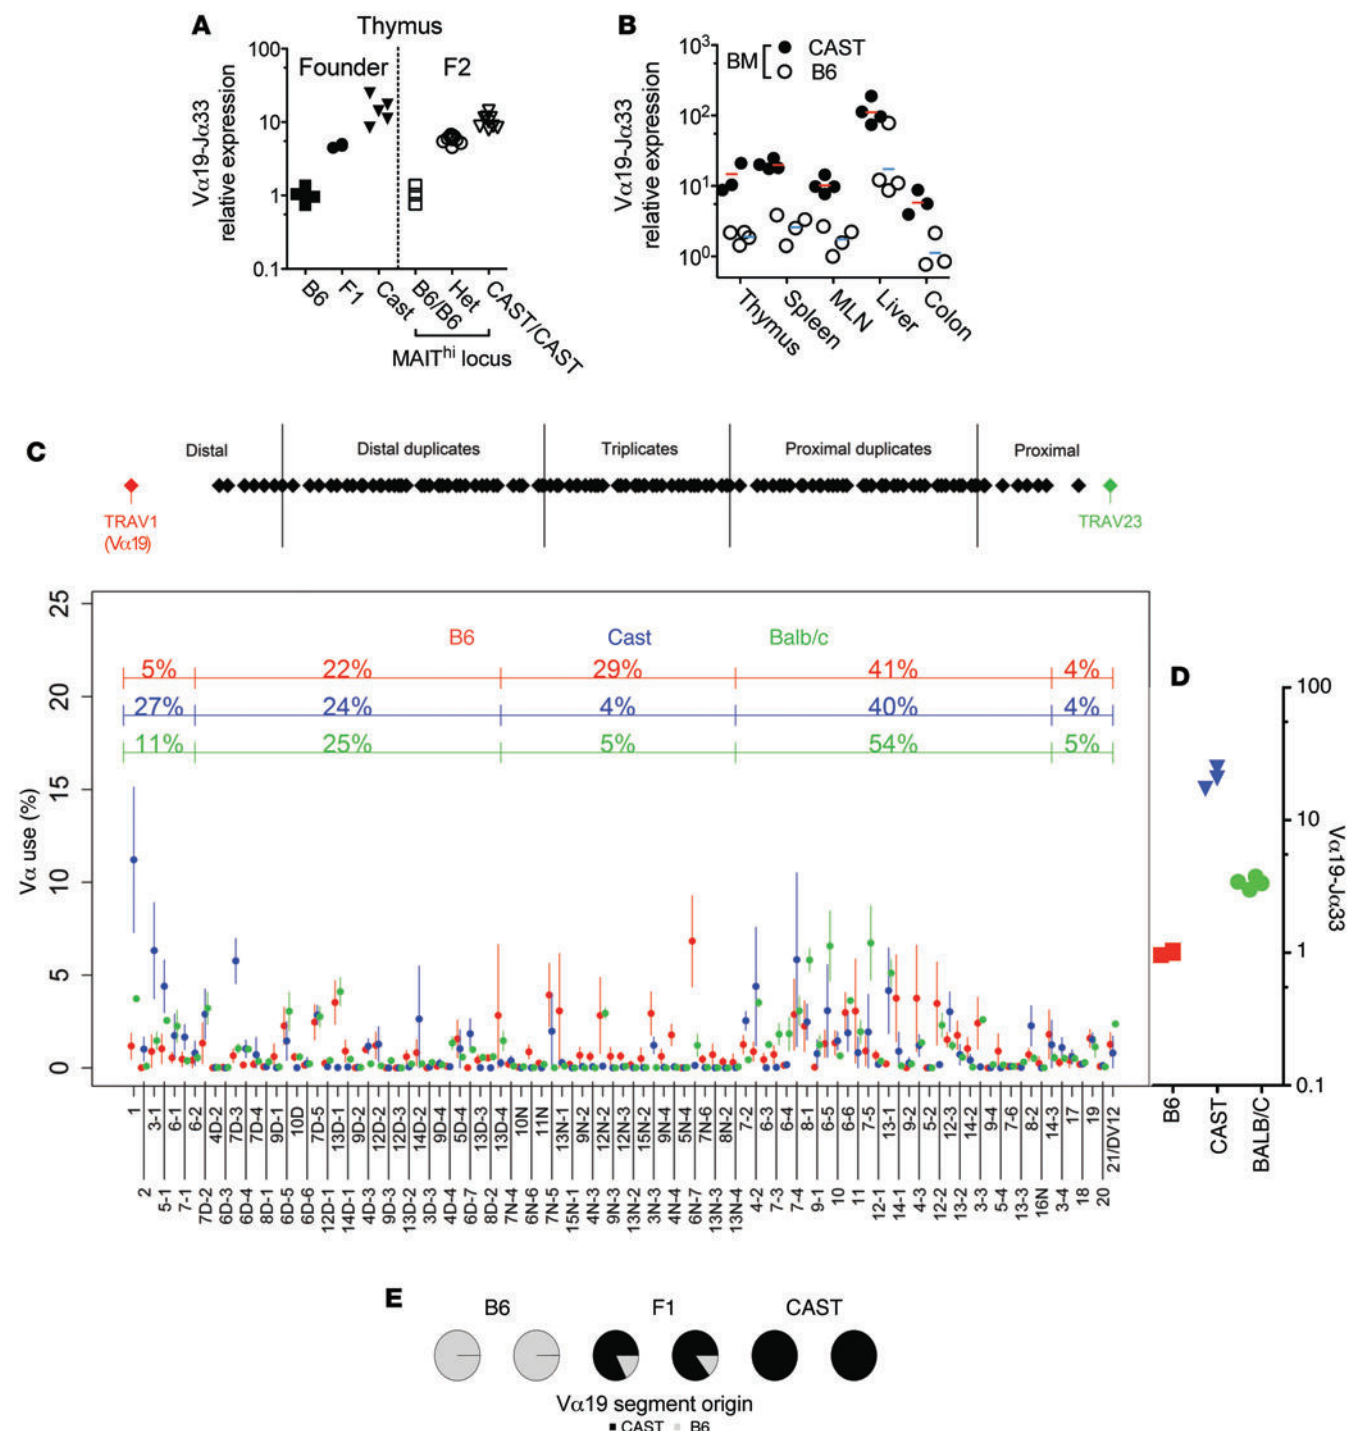 A
Thymus
Founder
F2
Vα19-Jα33
relative expression
100
10
1
0.1
B6
F1
Cast
B6/B6
Het
CAST/CAST
MAIThi locus
B
BM
CAST
B6
Vα19-Jα33
relative expression
10³
10²
10¹
10⁰
Thymus
Spleen
MLN
Liver
Colon
C
Distal
Distal duplicates
Triplicates
Proximal duplicates
Proximal
TRAV1
(Vα19)
TRAV23
B6
Cast
Balb/c
5%
22%
29%
41%
4%
27%
24%
4%
40%
4%
11%
25%
5%
54%
5%
Vα use (%)
25
20
15
10
5
0
1
3-1
6-1
6-2
4D-2
7D-3
7D-4
9D-1
10D
7D-5
13D-1
9D-2
12D-2
12D-3
14D-2
9D-4
5D-4
13D-3
13D-4
10N
11N
13N-1
9N-2
12N-2
12N-3
15N-2
9N-4
5N-4
7N-6
8N-2
7-2
6-3
6-4
8-1
6-5
6-6
7-5
13-1
9-2
5-2
12-3
14-2
9-4
7-6
8-2
14-3
17
19
21/DV12
2
5-1
7-1
7D-2
6D-3
6D-4
8D-1
6D-5
6D-6
12D-1
14D-1
4D-3
9D-3
13D-2
3D-3
4D-4
6D-7
8D-2
7N-4
6N-6
7N-5
15N-1
4N-3
9N-3
13N-2
3N-3
4N-4
6N-7
13N-3
13N-4
4-2
7-3
7-4
9-1
10
11
12-1
14-1
4-3
12-2
13-2
3-3
5-4
13-3
16N
3-4
18
20
D
100
10
1
0.1
Vα19-Jα33
B6
CAST
BALB/C
E
B6
F1
CAST
Vα19 segment origin
CAST B6